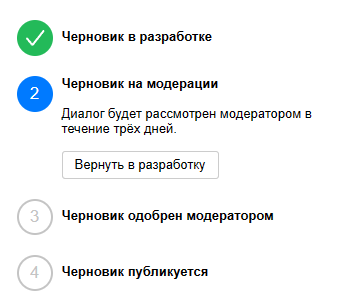 Черновик в разработке
2
Черновик на модерации
Диалог будет рассмотрен модератором в
течение трёх дней.
Вернуть в разработку
3
Черновик одобрен модератором
4
Черновик публикуется